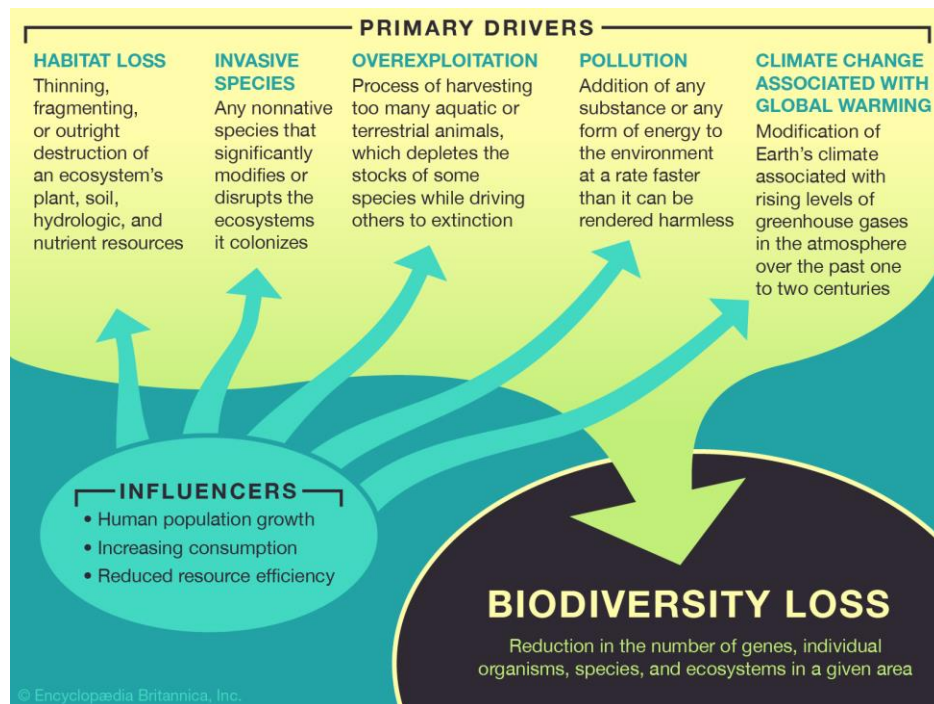 PRIMARY DRIVERS
HABITAT LOSS
Thinning,
fragmenting,
or outright
destruction of
an ecosystem's
plant, soil,
hydrologic, and
nutrient resources
INVASIVE
SPECIES
Any nonnative
species that
significantly
modifies or
disrupts the
ecosystems
it colonizes
OVEREXPLOITATION
Process of harvesting
too many aquatic or
terrestrial animals,
which depletes the
stocks of some
species while driving
others to extinction
POLLUTION
Addition of any
substance or any
form of energy to
the environment
at a rate faster
than it can be
rendered harmless
CLIMATE CHANGE
ASSOCIATED WITH
GLOBAL WARMING
Modification of
Earth's climate
associated with
rising levels of
greenhouse gases
in the atmosphere
over the past one
to two centuries
INFLUENCERS
• Human population growth
• Increasing consumption
• Reduced resource efficiency
BIODIVERSITY LOSS
Reduction in the number of genes, individual
organisms, species, and ecosystems in a given area
© Encyclopædia Britannica, Inc.